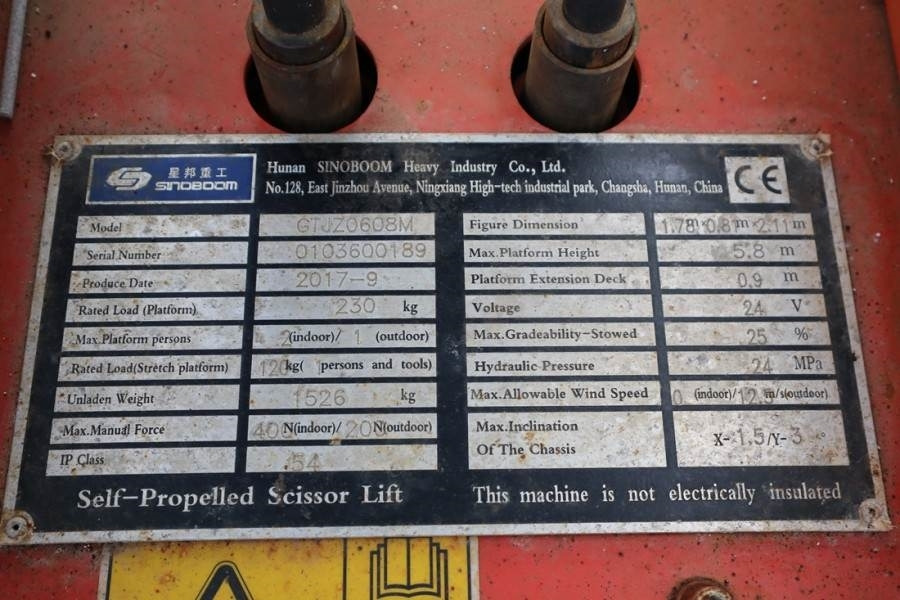 星邦重工
SINOBOOM
Hunan SINOBOOM Heavy Industry Co., Ltd.
No.128, East Jinzhou Avenue, Ningxiang High-tech industrial park, Changsha, Hunan, China
CE
Model GTJZ0608M
Serial Number 0103600189
Produce Date 2017-9
Rated Load (Platform) 230 kg
Max.Platform persons 2(indoor)/ 1 (outdoor)
Rated Load(Stretch platform) 120kg( 1persons and tools)
Unladen Weight 1526 kg
Max.Manual Force 400N(indoor)/ 200N(outdoor)
IP Class 54
Figure Dimension 1.78m×0.81m×2.11m
Max.Platform Height 5.8 m
Platform Extension Deck 0.9 m
Voltage 24 V
Max.Gradeability-Stowed 25 %
Hydraulic Pressure 24 MPa
Max.Allowable Wind Speed 0 (indoor)/12.5m/s(outdoor)
Max.Inclination
Of The Chassis X-1.5/Y-3
Self-Propelled Scissor Lift
This machine is not electrically insulated